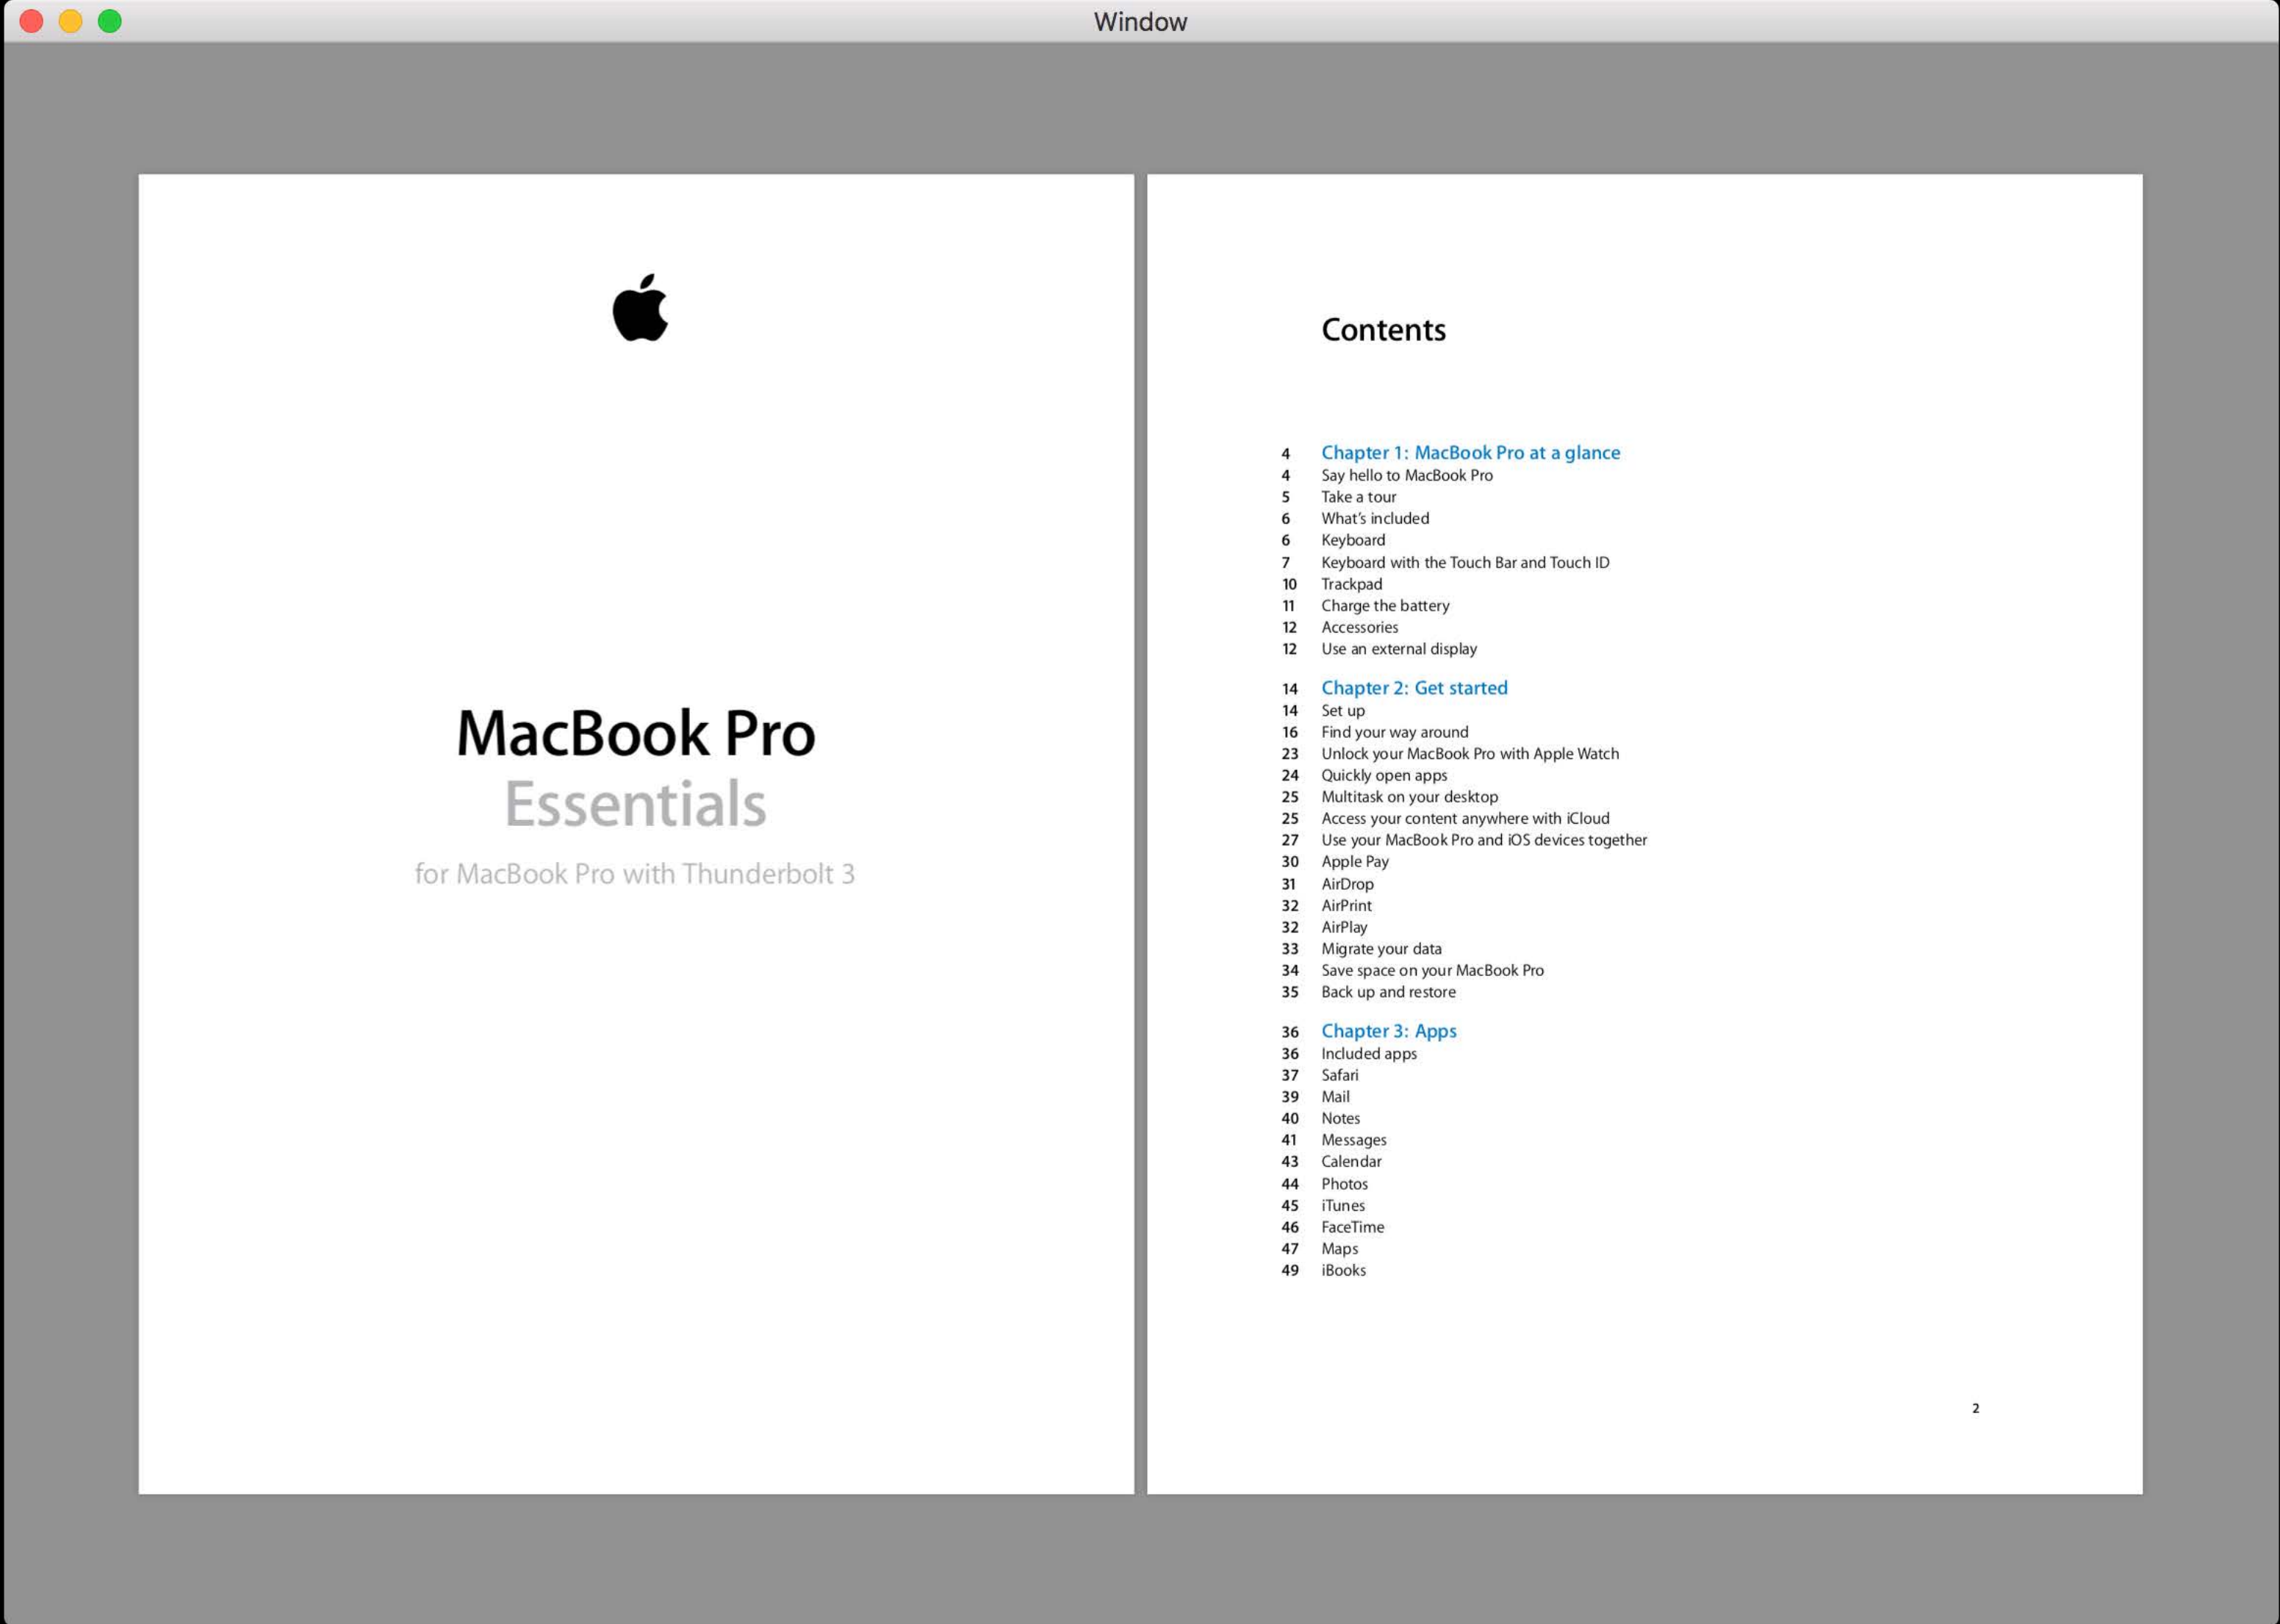 Window
MacBook Pro
Essentials
for MacBook Pro with Thunderbolt 3
Contents
4 Chapter 1: MacBook Pro at a glance
4 Say hello to MacBook Pro
5 Take a tour
6 What’s included
6 Keyboard
7 Keyboard with the Touch Bar and Touch ID
10 Trackpad
11 Charge the battery
12 Accessories
12 Use an external display
14 Chapter 2: Get started
14 Set up
16 Find your way around
23 Unlock your MacBook Pro with Apple Watch
24 Quickly open apps
25 Multitask on your desktop
25 Access your content anywhere with iCloud
27 Use your MacBook Pro and iOS devices together
30 Apple Pay
31 AirDrop
32 AirPrint
32 AirPlay
33 Migrate your data
34 Save space on your MacBook Pro
35 Back up and restore
36 Chapter 3: Apps
36 Included apps
37 Safari
39 Mail
40 Notes
41 Messages
43 Calendar
44 Photos
45 iTunes
46 FaceTime
47 Maps
49 iBooks
2